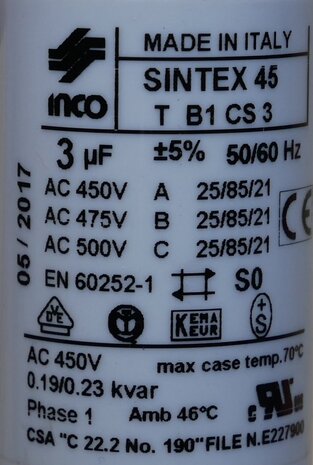 MADE IN ITALY
inco
SINTEX 45
T B1 CS 3
3 µF ±5% 50/60 Hz
AC 450V A 25/85/21
AC 475V B 25/85/21
AC 500V C 25/85/21
05 / 2017
CE
EN 60252-1 S0
VDE
KEMA
KEUR
+
S
AC 450V max case temp.70°C
0.19/0.23 kvar
Phase 1 Amb 46°C
c RU us
CSA "C 22.2 No. 190" FILE N.E227900